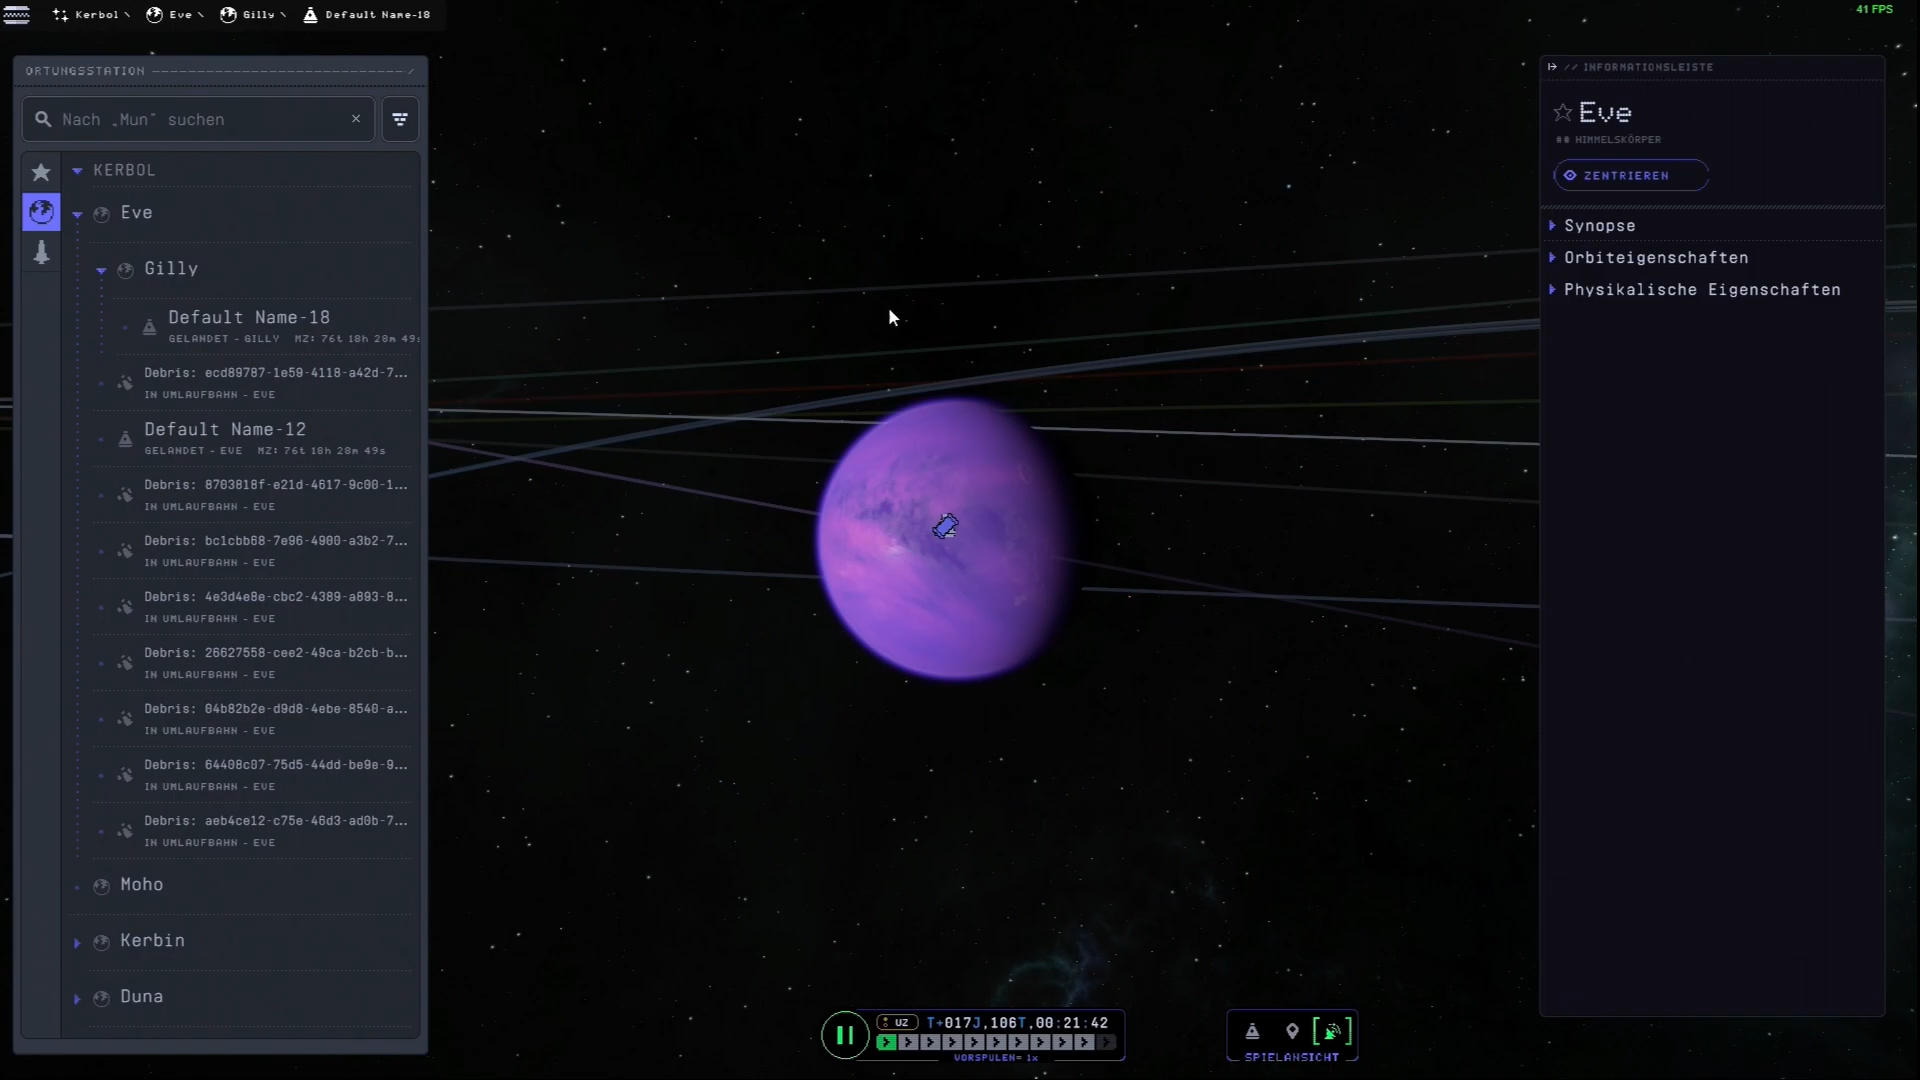 Kerbol \ Eve \ Gilly \ Default Name-18
41 FPS
ORTUNGSSTATION
Nach „Mun" suchen
KERBOL
Eve
Gilly
Default Name-18
GELANDET - GILLY MZ: 76t 18h 28m 49s
Debris: ecd89787-1e59-4118-a42d-7...
IN UMLAUFBAHN - EVE
Default Name-12
GELANDET - EVE MZ: 76t 18h 28m 49s
Debris: 8703818f-e21d-4617-9c00-1...
IN UMLAUFBAHN - EVE
Debris: bc1cbb68-7e96-4900-a3b2-7...
IN UMLAUFBAHN - EVE
Debris: 4e3d4e8e-cbc2-4389-a893-8...
IN UMLAUFBAHN - EVE
Debris: 26627558-cee2-49ca-b2cb-b...
IN UMLAUFBAHN - EVE
Debris: 04b82b2e-d9d8-4ebe-8540-a...
IN UMLAUFBAHN - EVE
Debris: 64408c07-75d5-44dd-be9e-9...
IN UMLAUFBAHN - EVE
Debris: aeb4ce12-c75e-46d3-ad0b-7...
IN UMLAUFBAHN - EVE
Moho
Kerbin
Duna
// INFORMATIONSLEISTE
Eve
## HIMMELSKÖRPER
ZENTRIEREN
Synopse
Orbiteigenschaften
Physikalische Eigenschaften
UZ T+017J,106T,00:21:42
VORSPULEN= 1x
SPIELANSICHT